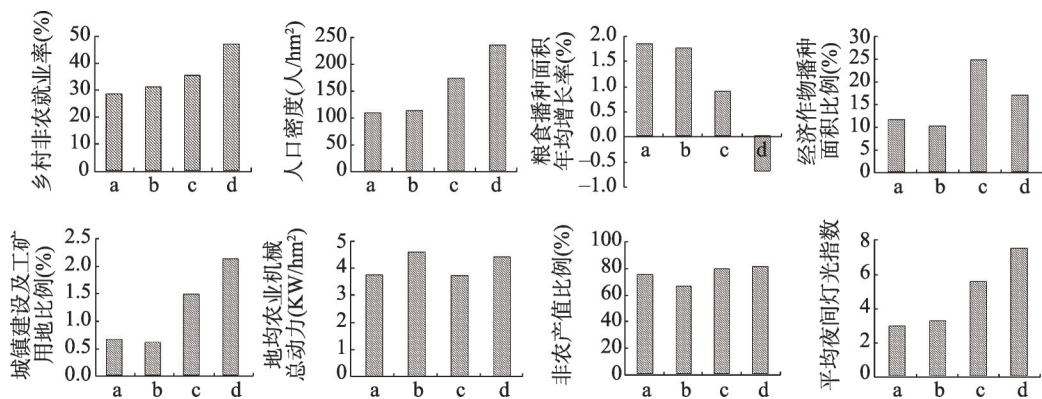 乡村非农就业率(%)
50
40
30
20
10
0
a b c d
人口密度(人/hm²)
250
200
150
100
50
0
a b c d
粮食播种面积
年均增长率(%)
2.0
1.5
1.0
0.5
0.0
−0.5
−1.0
a b c d
经济作物播种
面积比例(%)
30
25
20
15
10
5
0
a b c d
城镇建设及工矿
用地比例(%)
2.5
2.0
1.5
1.0
0.5
0.0
a b c d
地均农业机械
总动力(KW/hm²)
5
4
3
2
1
0
a b c d
非农产值比例(%)
100
80
60
40
20
0
a b c d
平均夜间灯光指数
8
6
4
2
0
a b c d